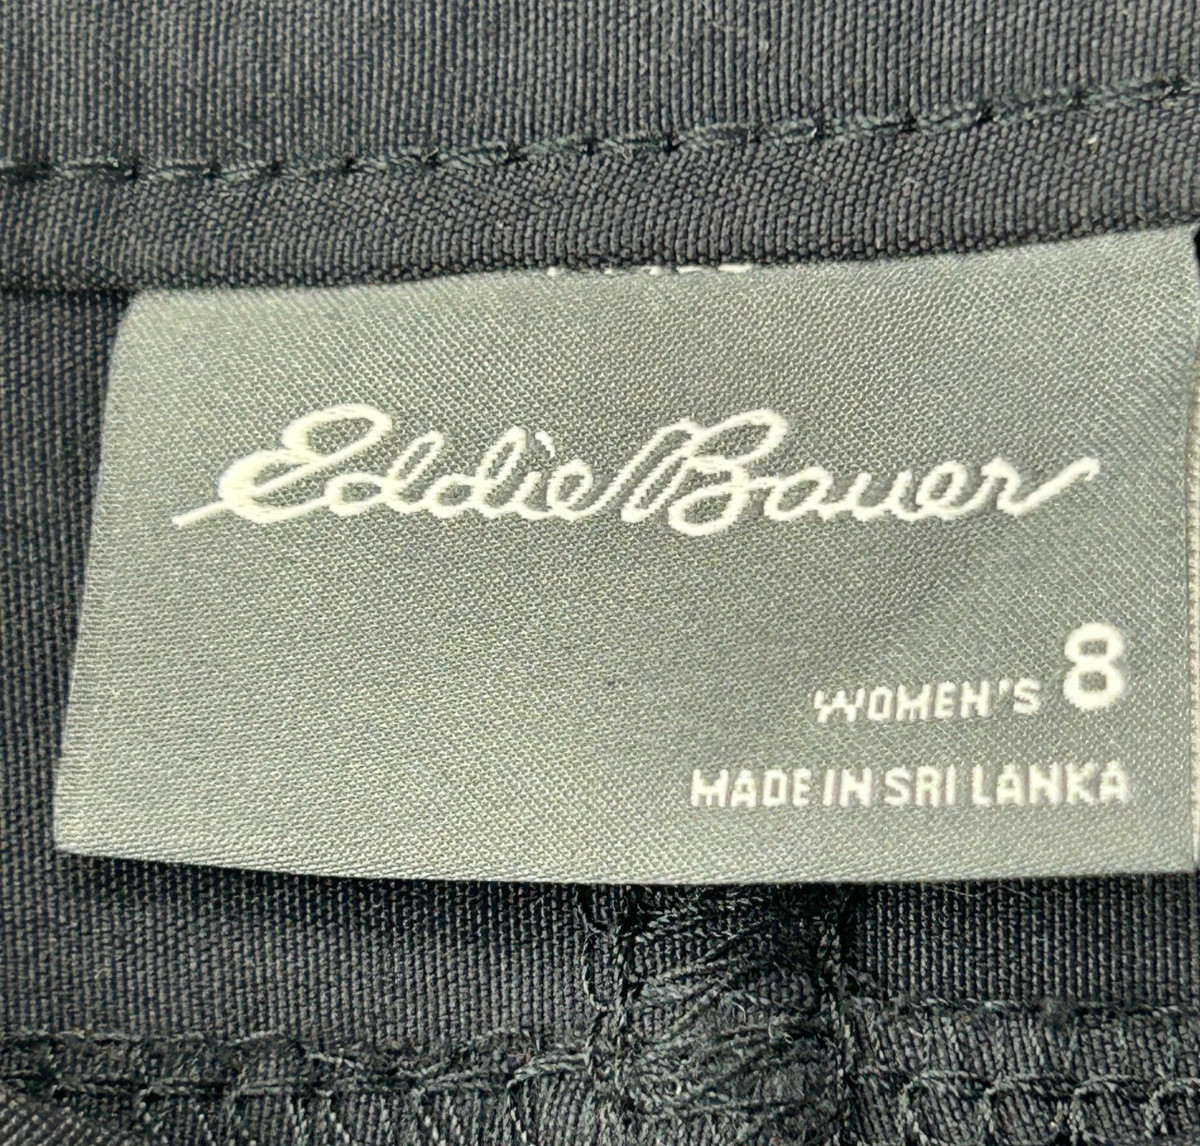 Eddie Bauer
WOMEN'S 8
MADE IN SRI LANKA